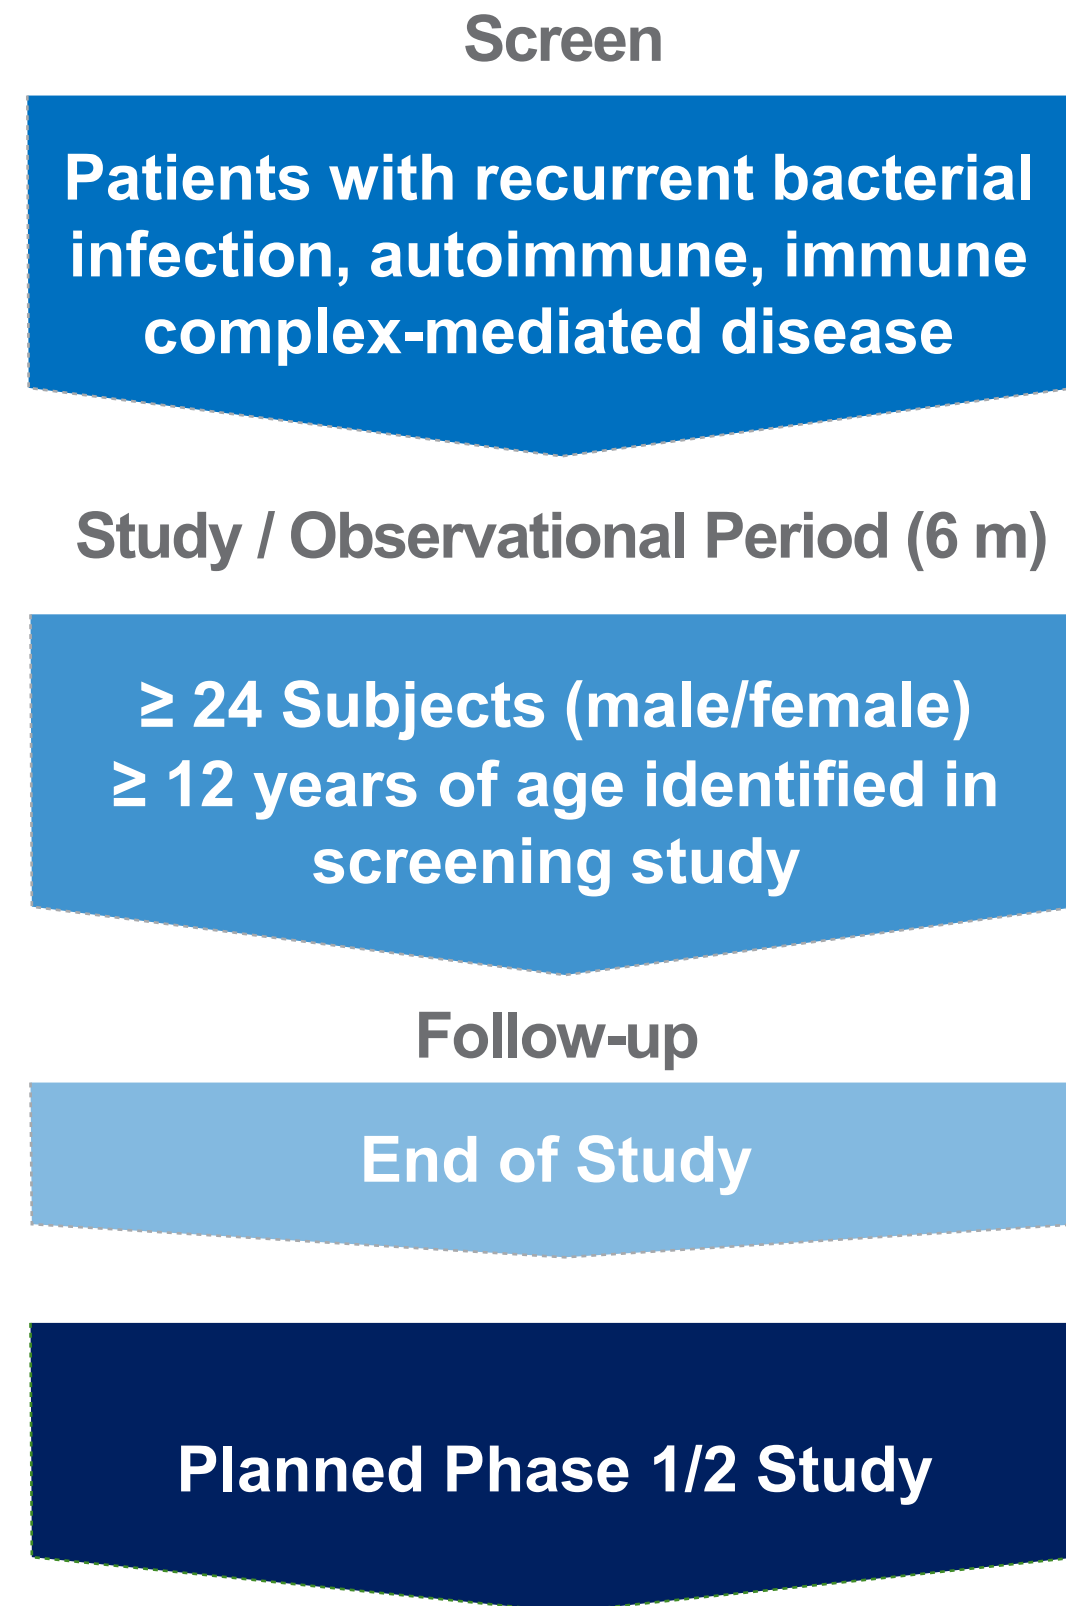 Screen
Patients with recurrent bacterial
infection, autoimmune, immune
complex-mediated disease
Study / Observational Period (6 m)
≥ 24 Subjects (male/female)
≥ 12 years of age identified in
screening study
Follow-up
End of Study
Planned Phase 1/2 Study